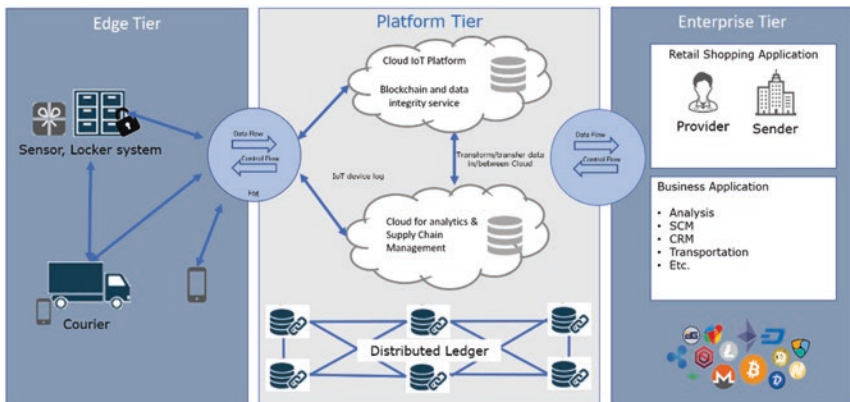 Edge Tier
Sensor, Locker system
Courier
Data Flow
Control Flow
Fog
Platform Tier
Cloud IoT Platform
Blockchain and data
integrity service
Transform/transfer data
in/between Cloud
IoT device log
Cloud for analytics &
Supply Chain
Management
Distributed Ledger
Data Flow
Control Flow
Enterprise Tier
Retail Shopping Application
Provider
Sender
Business Application
• Analysis
• SCM
• CRM
• Transportation
• Etc.